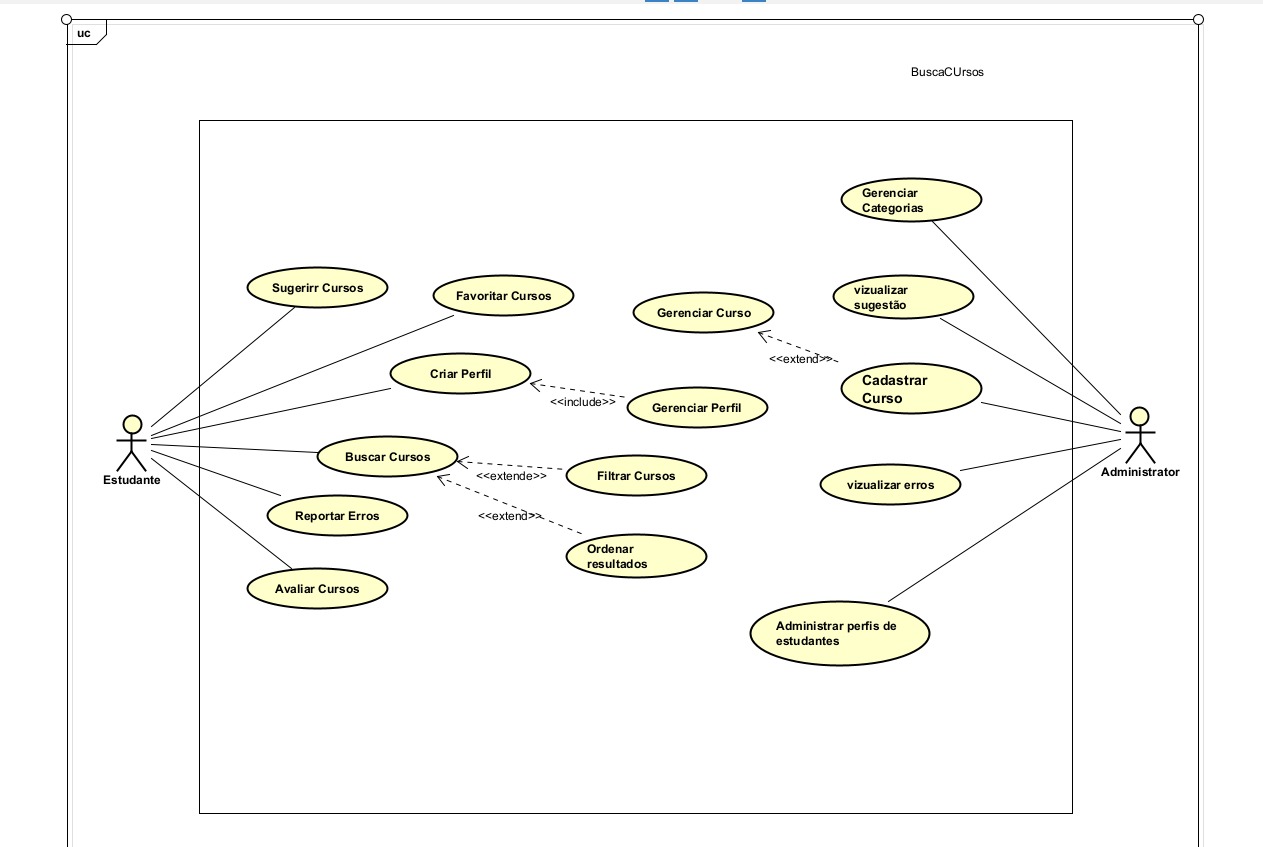 uc
BuscaCUrsos
Gerenciar
Categorias
Sugerirr Cursos
Favoritar Cursos
Gerenciar Curso
vizualizar
sugestão
<<extend>>
Criar Perfil
Cadastrar
Curso
<<include>>
Gerenciar Perfil
Buscar Cursos
<<extende>>
Filtrar Cursos
vizualizar erros
Estudante
Administrator
<<extend>>
Reportar Erros
Ordenar
resultados
Avaliar Cursos
Administrar perfis de
estudantes